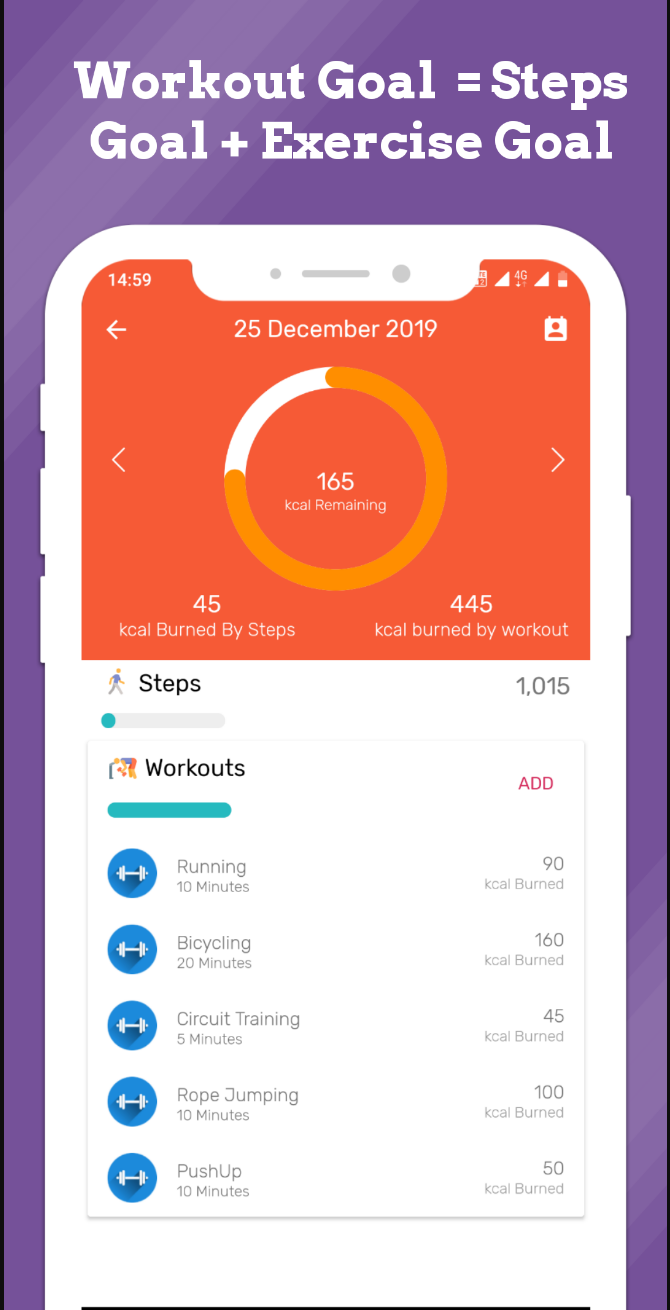 Workout Goal = Steps
Goal + Exercise Goal
14:59
4G
25 December 2019
165
kcal Remaining
45
kcal Burned By Steps
445
kcal burned by workout
Steps
1,015
Workouts
ADD
Running
10 Minutes
90
kcal Burned
Bicycling
20 Minutes
160
kcal Burned
Circuit Training
5 Minutes
45
kcal Burned
Rope Jumping
10 Minutes
100
kcal Burned
PushUp
10 Minutes
50
kcal Burned